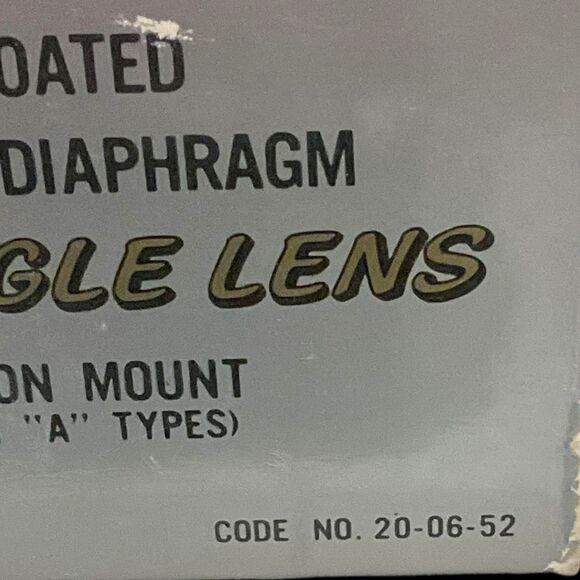 OATED
DIAPHRAGM
GLE LENS
ON MOUNT
"A" TYPES)
CODE NO. 20-06-52